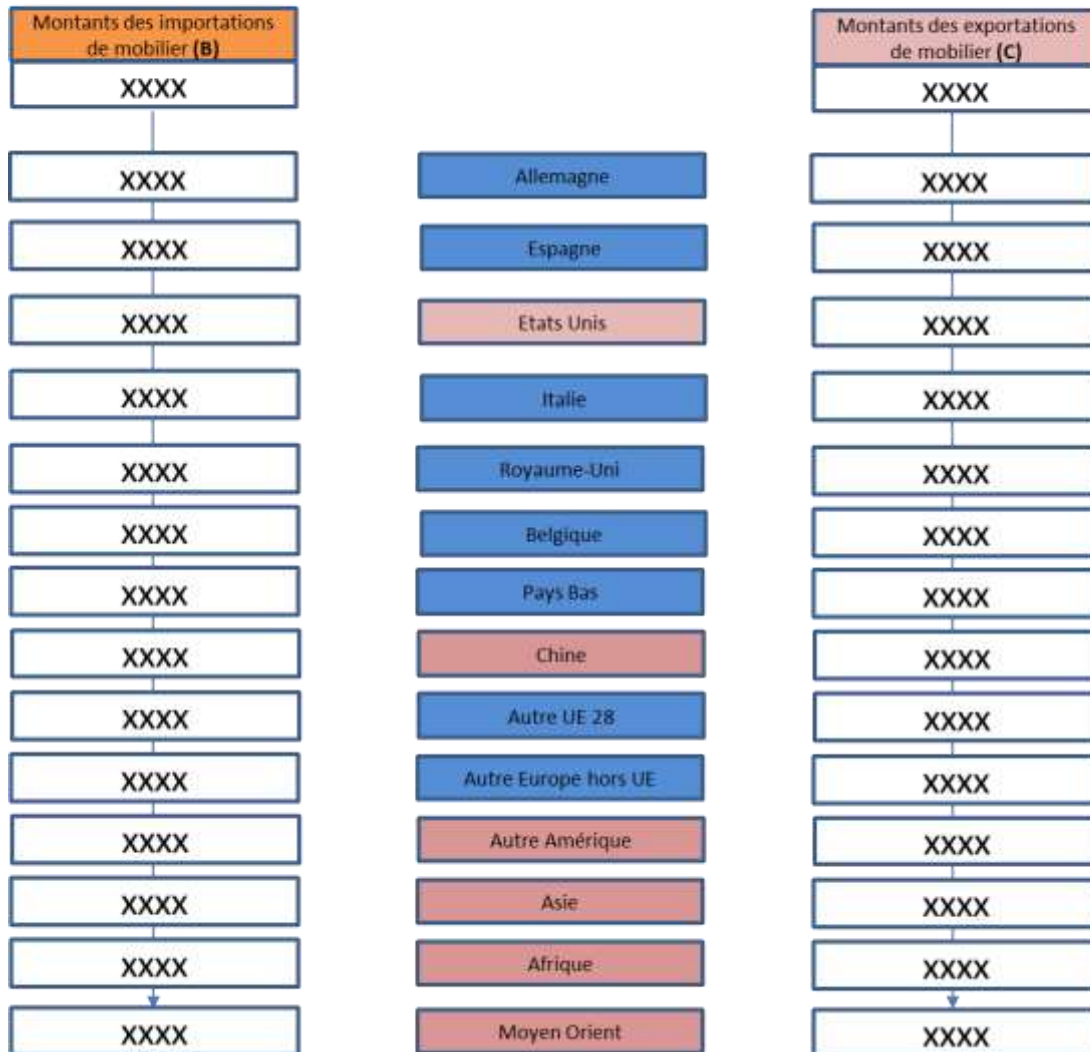 Montants des importations
de mobilier (B)
Montants des exportations
de mobilier (C)
XXXX
XXXX
XXXX
Allemagne
XXXX
XXXX
Espagne
XXXX
XXXX
Etats Unis
XXXX
XXXX
Italie
XXXX
XXXX
Royaume-Uni
XXXX
XXXX
Belgique
XXXX
XXXX
Pays Bas
XXXX
XXXX
Chine
XXXX
XXXX
Autre UE 28
XXXX
XXXX
Autre Europe hors UE
XXXX
XXXX
Autre Amérique
XXXX
XXXX
Asie
XXXX
XXXX
Afrique
XXXX
XXXX
Moyen Orient
XXXX